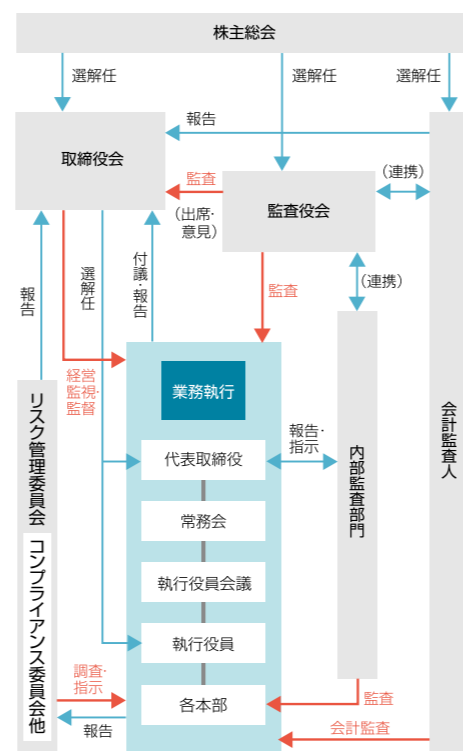 株主総会
選解任
選解任
選解任
報告
取締役会
監査
(出席・
意見)
監査役会
(連携)
(連携)
監査
報告
選解任
付議・報告
経営
監視・
監督
業務執行
代表取締役
報告・
指示
常務会
執行役員会議
執行役員
各本部
内部監査部門
会計監査人
リスク管理委員会
コンプライアンス委員会他
調査・
指示
報告
監査
会計監査